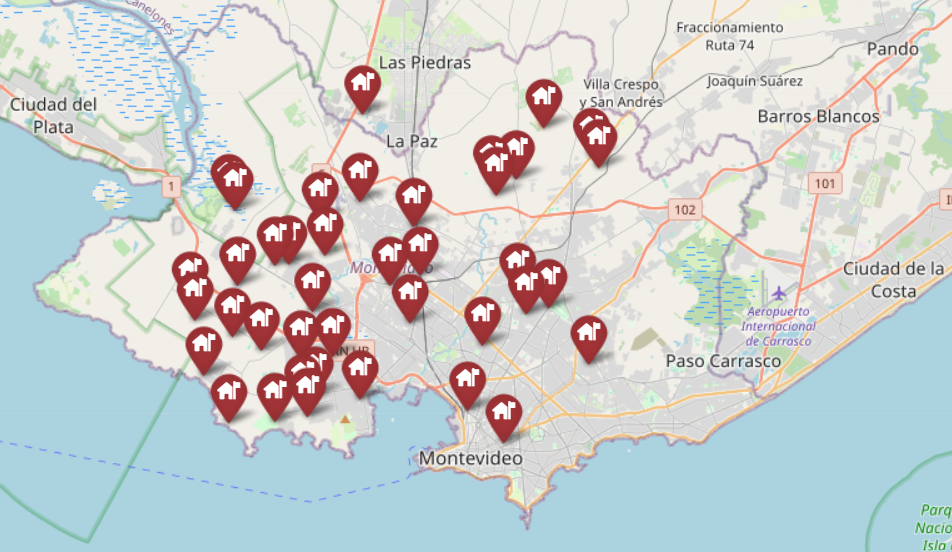 Canelones
Fraccionamiento
Ruta 74
Pando
Las Piedras
Villa Crespo
y San Andrés
Joaquín Suárez
Ciudad del
Plata
Barros Blancos
La Paz
1
101
102
Ciudad de la
Costa
Aeropuerto
Internacional
de Carrasco
Paso Carrasco
Montevideo
Parq
Nacio
Isla